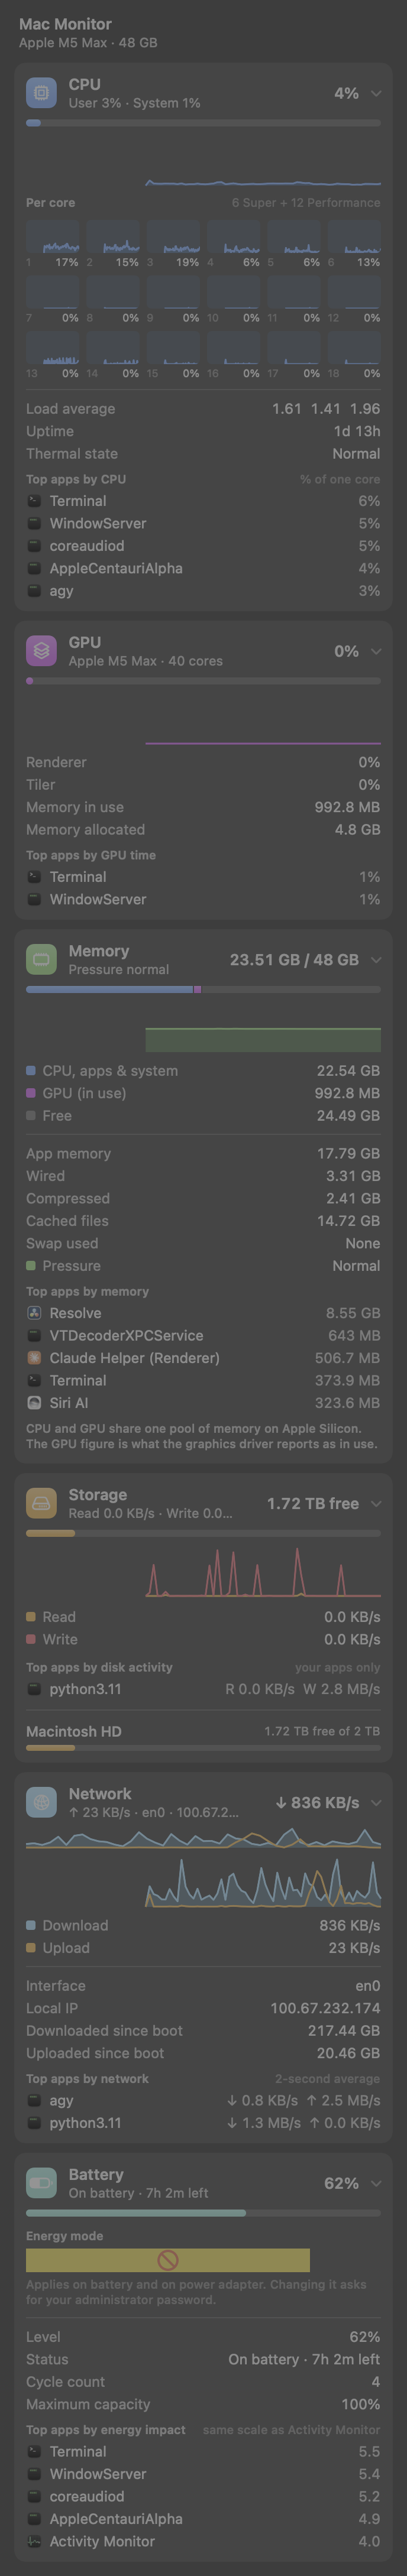 Mac Monitor
Apple M5 Max · 48 GB
CPU
User 3% · System 1%
4%
Per core
6 Super + 12 Performance
1 17% 2 15% 3 19% 4 6% 5 6% 6 13%
7 0% 8 0% 9 0% 10 0% 11 0% 12 0%
13 0% 14 0% 15 0% 16 0% 17 0% 18 0%
Load average 1.61 1.41 1.96
Uptime 1d 13h
Thermal state Normal
Top apps by CPU % of one core
Terminal 6%
WindowServer 5%
coreaudiod 5%
AppleCentauriAlpha 4%
agy 3%
GPU
Apple M5 Max · 40 cores
0%
Renderer 0%
Tiler 0%
Memory in use 992.8 MB
Memory allocated 4.8 GB
Top apps by GPU time
Terminal 1%
WindowServer 1%
Memory
Pressure normal
23.51 GB / 48 GB
CPU, apps & system 22.54 GB
GPU (in use) 992.8 MB
Free 24.49 GB
App memory 17.79 GB
Wired 3.31 GB
Compressed 2.41 GB
Cached files 14.72 GB
Swap used None
Pressure Normal
Top apps by memory
Resolve 8.55 GB
VTDecoderXPCService 643 MB
Claude Helper (Renderer) 506.7 MB
Terminal 373.9 MB
Siri AI 323.6 MB
CPU and GPU share one pool of memory on Apple Silicon.
The GPU figure is what the graphics driver reports as in use.
Storage
Read 0.0 KB/s · Write 0.0...
1.72 TB free
Read 0.0 KB/s
Write 0.0 KB/s
Top apps by disk activity your apps only
python3.11 R 0.0 KB/s W 2.8 MB/s
Macintosh HD 1.72 TB free of 2 TB
Network
↑ 23 KB/s · en0 · 100.67.2...
↓ 836 KB/s
Download 836 KB/s
Upload 23 KB/s
Interface en0
Local IP 100.67.232.174
Downloaded since boot 217.44 GB
Uploaded since boot 20.46 GB
Top apps by network 2-second average
agy ↓ 0.8 KB/s ↑ 2.5 MB/s
python3.11 ↓ 1.3 MB/s ↑ 0.0 KB/s
Battery
On battery · 7h 2m left
62%
Energy mode
Applies on battery and on power adapter. Changing it asks
for your administrator password.
Level 62%
Status On battery · 7h 2m left
Cycle count 4
Maximum capacity 100%
Top apps by energy impact same scale as Activity Monitor
Terminal 5.5
WindowServer 5.4
coreaudiod 5.2
AppleCentauriAlpha 4.9
Activity Monitor 4.0